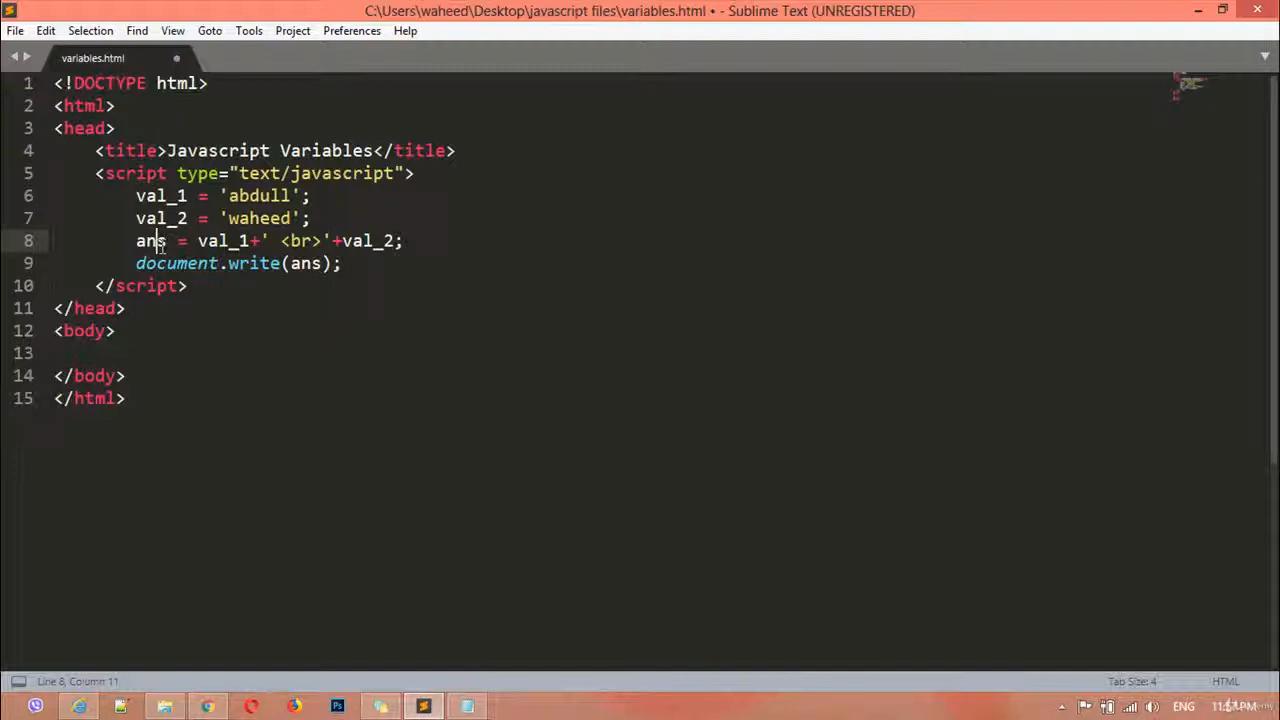 C:\Users\waheed\Desktop\javascript files\variables.html • - Sublime Text (UNREGISTERED)
File Edit Selection Find View Goto Tools Project Preferences Help
variables.html
1 <!DOCTYPE html>
2 <html>
3 <head>
4 <title>Javascript Variables</title>
5 <script type="text/javascript">
6 val_1 = 'abdull';
7 val_2 = 'waheed';
8 ans = val_1+' <br>'+val_2;
9 document.write(ans);
10 </script>
11 </head>
12 <body>
13
14 </body>
15 </html>
Line 8, Column 11 Tab Size: 4 HTML
Ps ENG